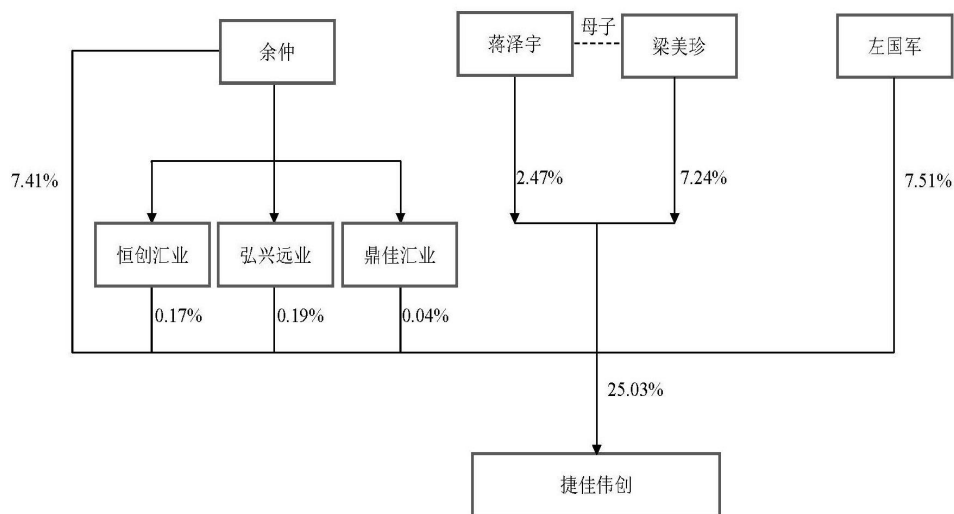 余仲
蒋泽宇
母子
梁美珍
左国军
7.41%
2.47%
7.24%
7.51%
恒创汇业
弘兴远业
鼎佳汇业
0.17%
0.19%
0.04%
25.03%
捷佳伟创